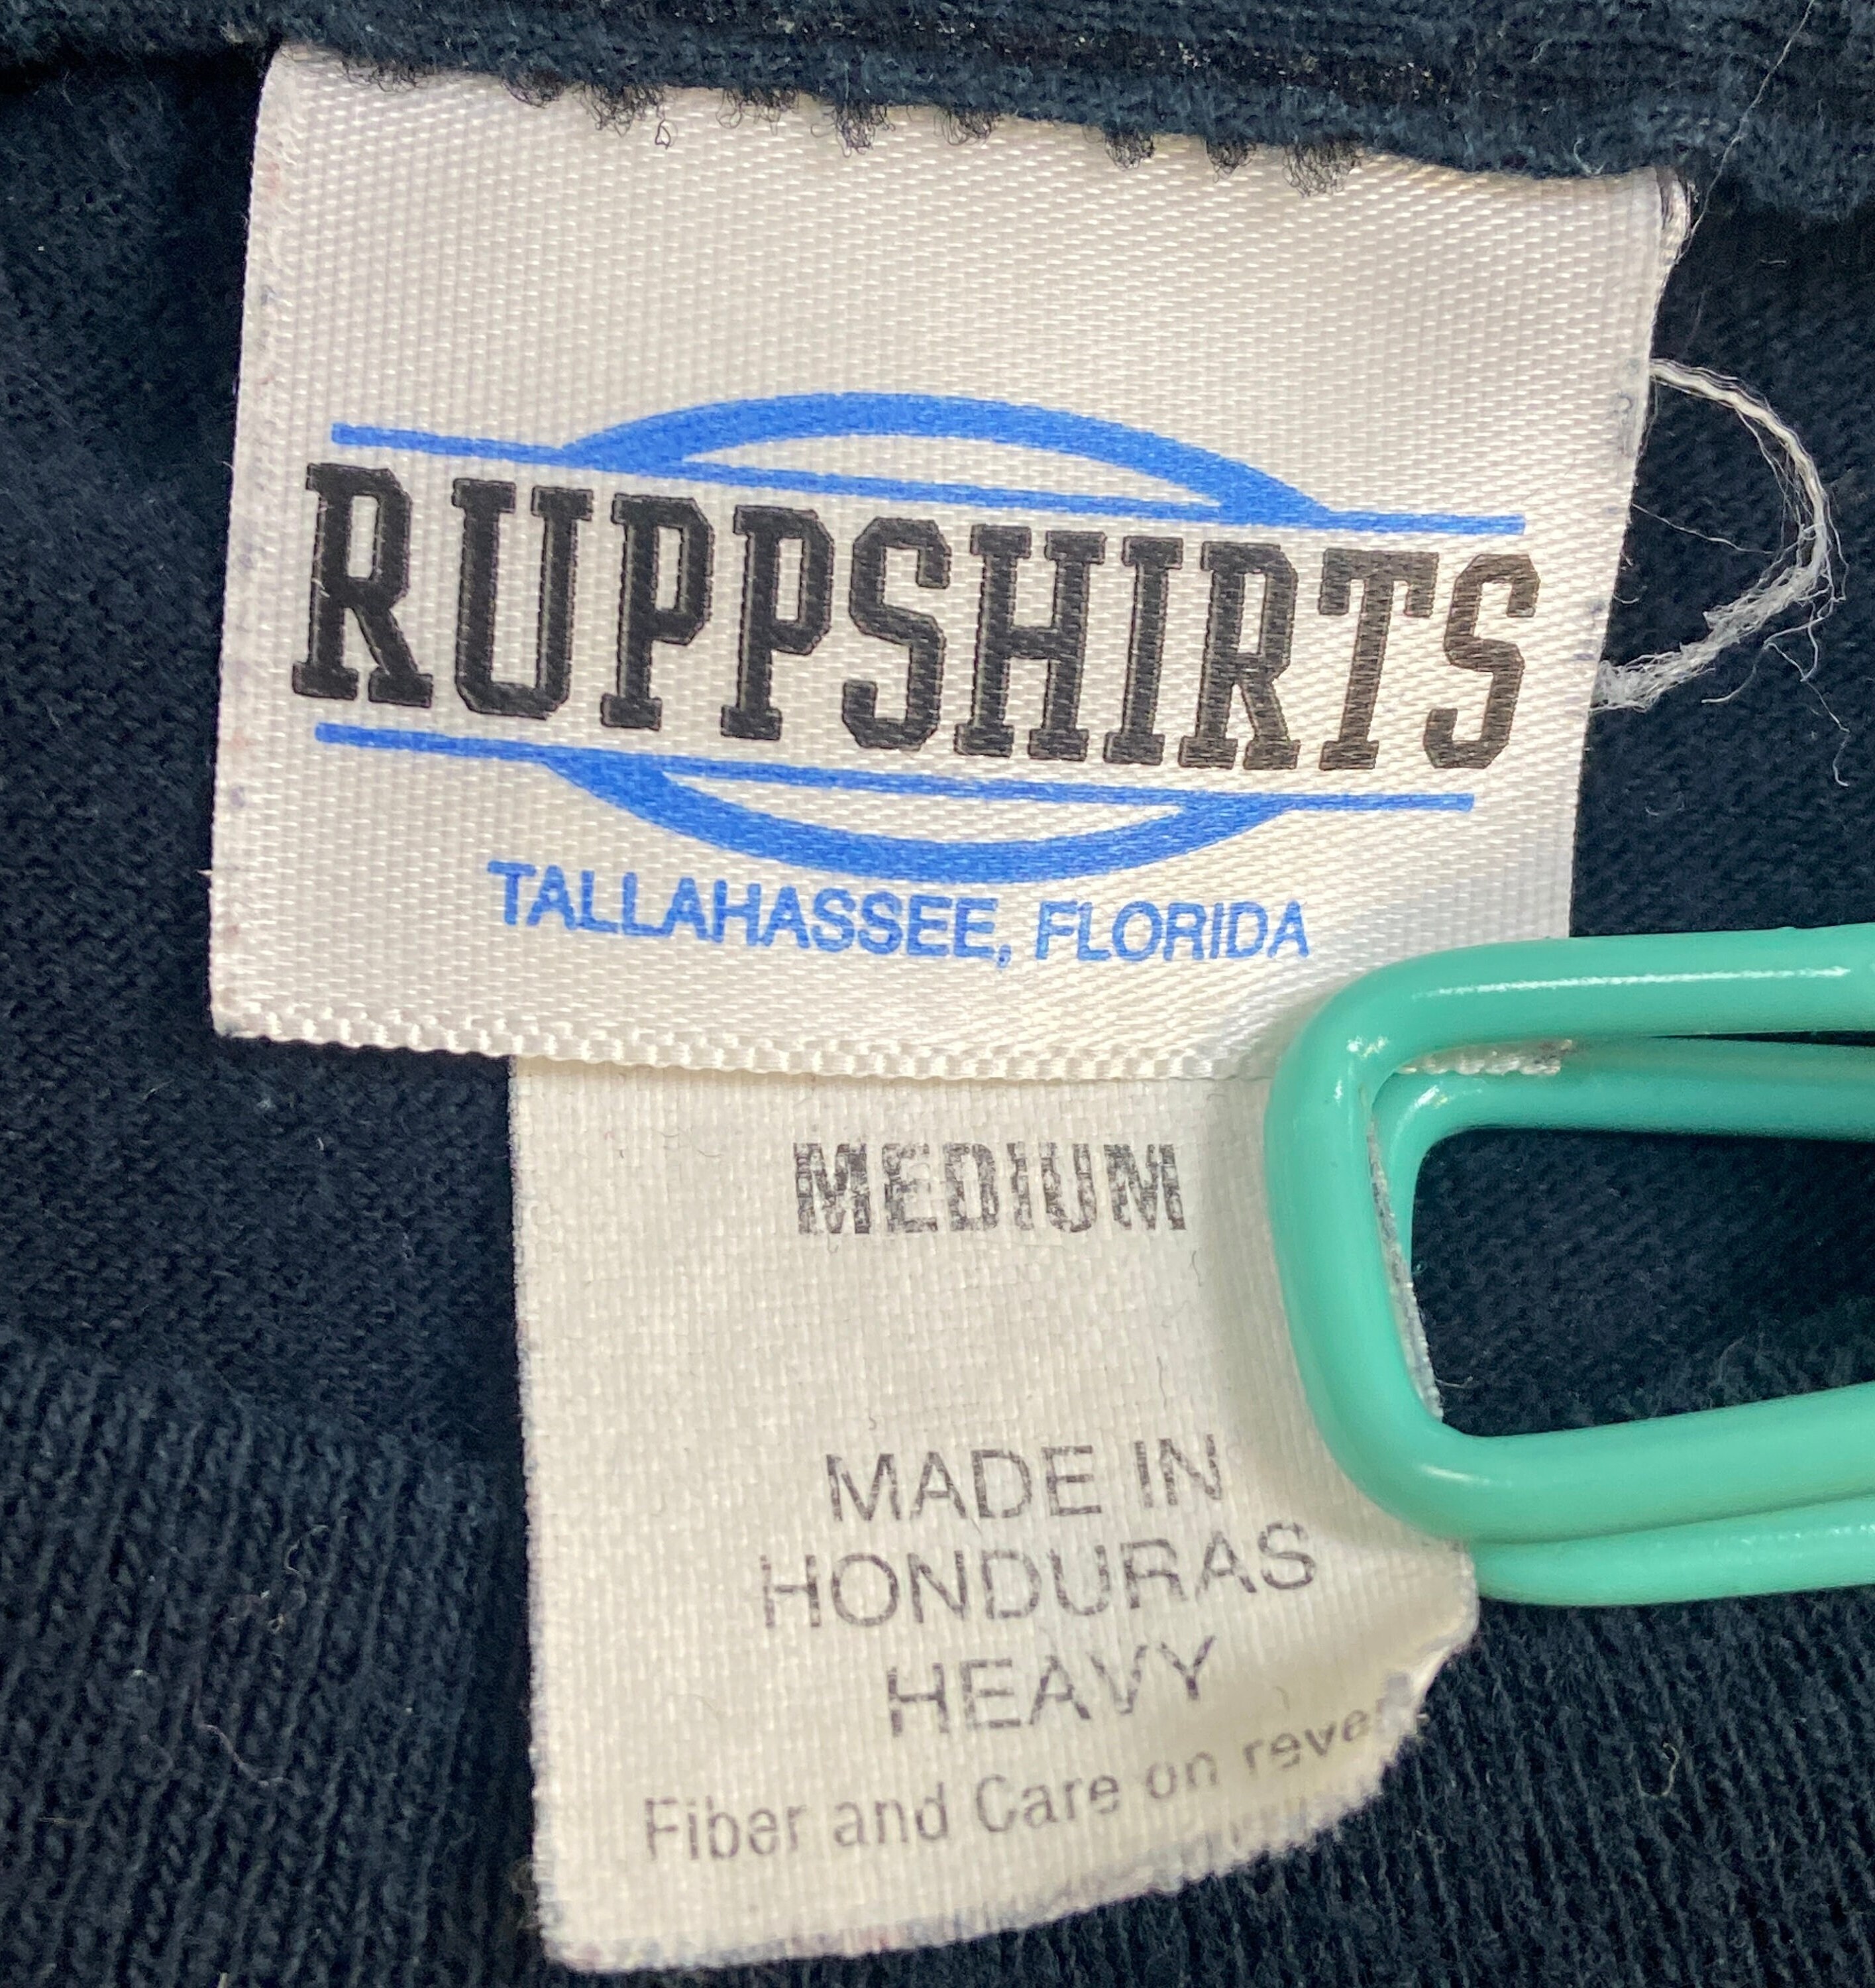 RUPPSHIRTS
TALLAHASSEE, FLORIDA
MEDIUM
MADE IN
HONDURAS
HEAVY
Fiber and Care on